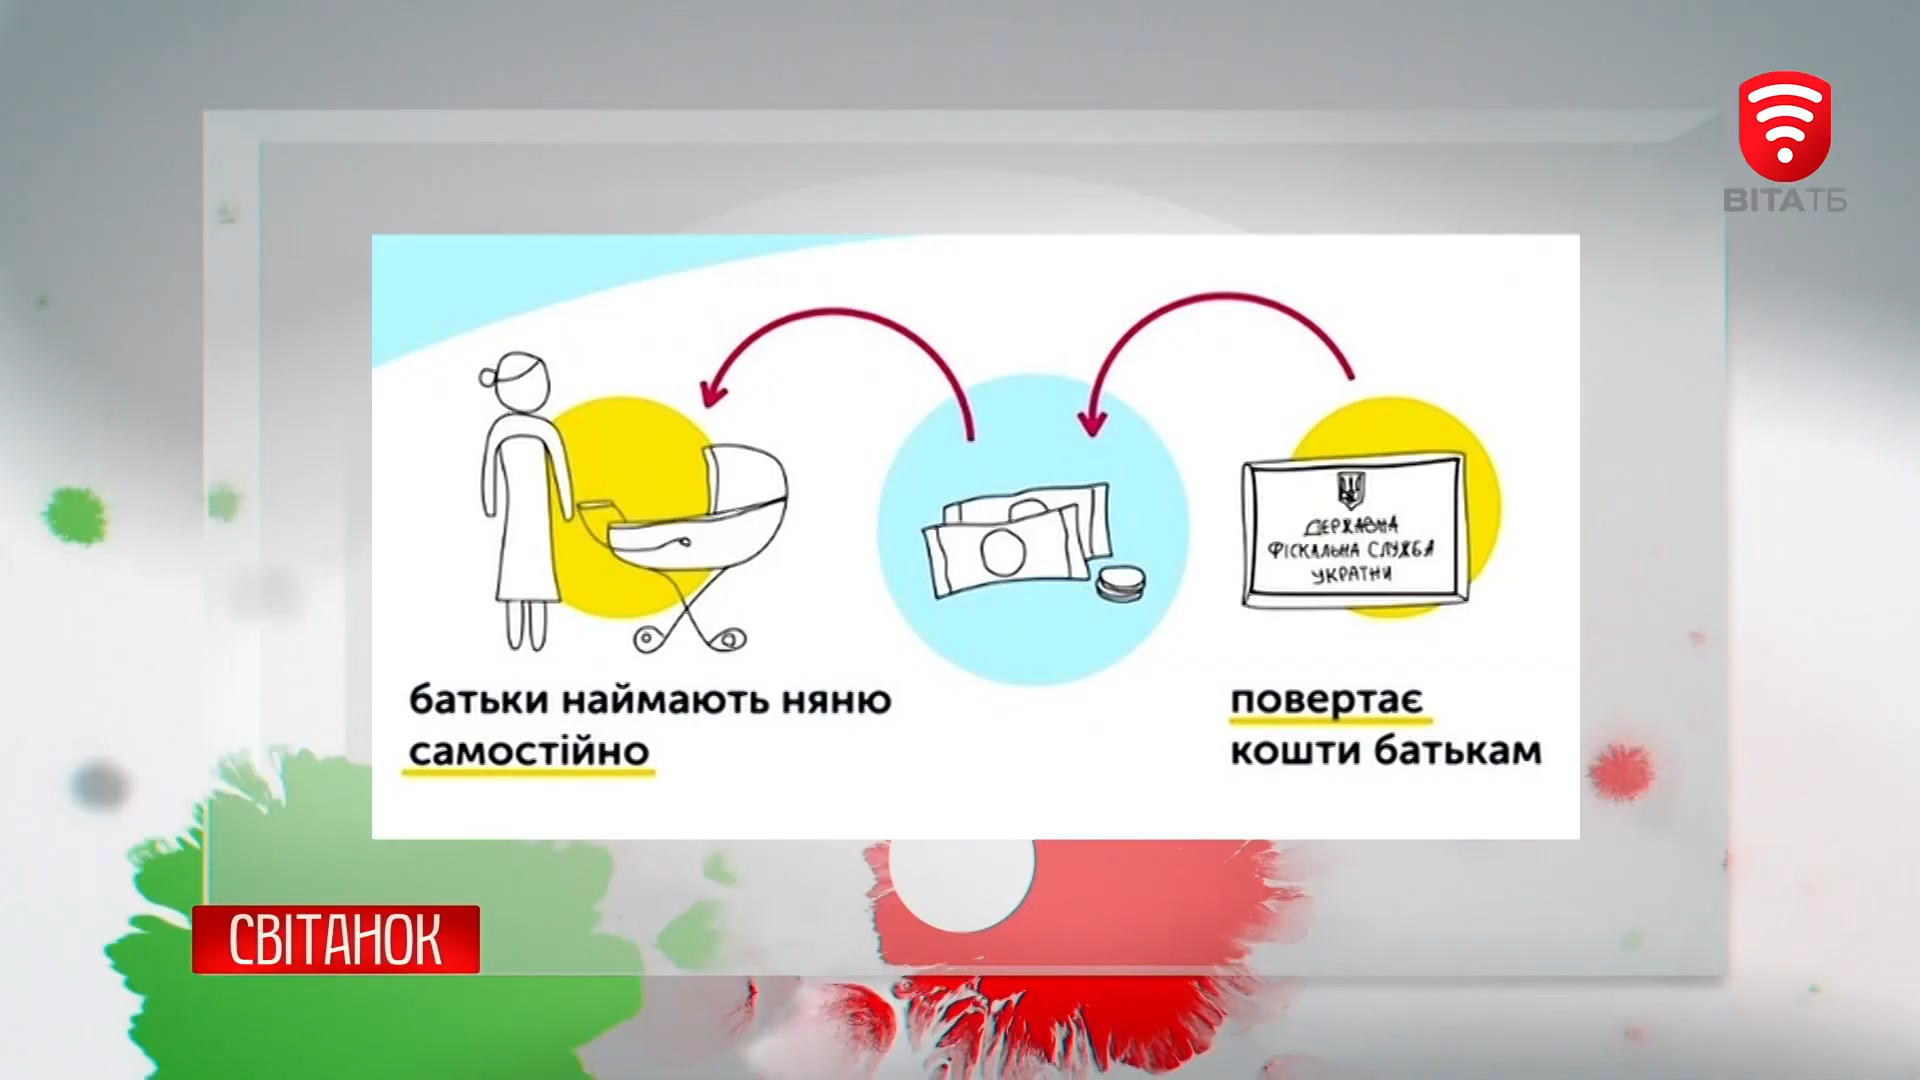 ВІТАТБ
ДЕРЖАВНА
ФІСКАЛЬНА СЛУЖБА
УКРАЇНИ
батьки наймають няню
самостійно
повертає
кошти батькам
СВІТАНОК